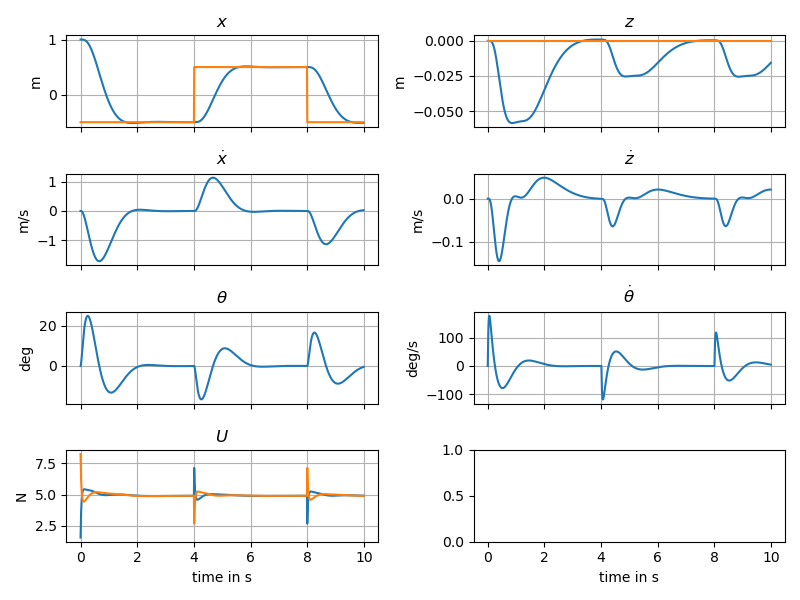 x
1
0
m
z
0.000
−0.025
−0.050
m
ẋ
1
0
−1
m/s
ż
0.0
−0.1
m/s
θ
20
0
deg
θ̇
100
0
−100
deg/s
U
7.5
5.0
2.5
N
0 2 4 6 8 10
time in s
1.0
0.5
0.0
0 2 4 6 8 10
time in s